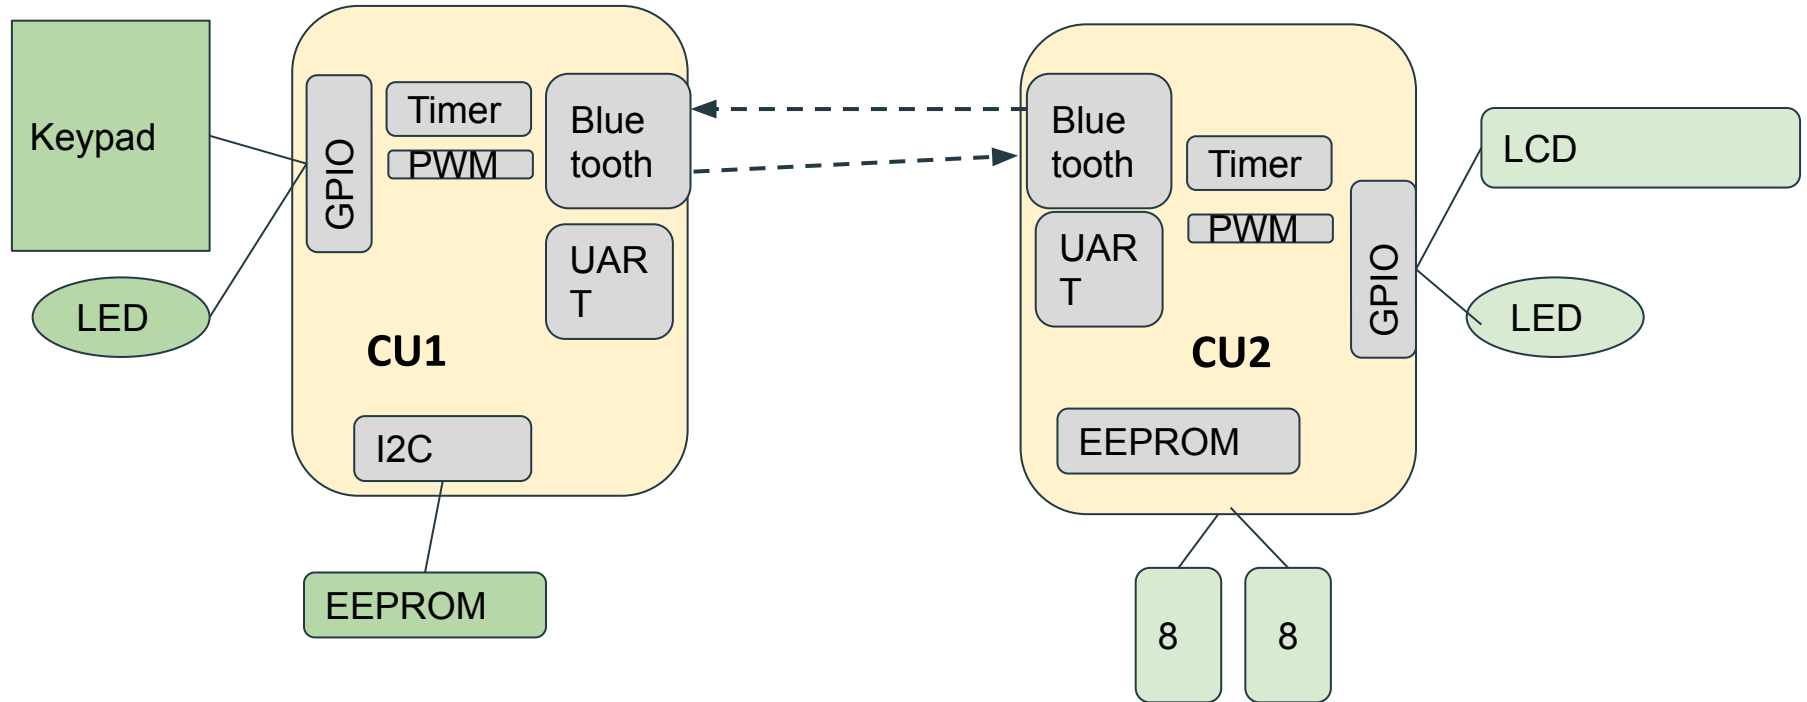 Keypad
LED
GPIO
Timer
PWM
Blue
tooth
UAR
T
CU1
I2C
EEPROM
Blue
tooth
UAR
T
Timer
PWM
GPIO
CU2
EEPROM
LCD
LED
8
8